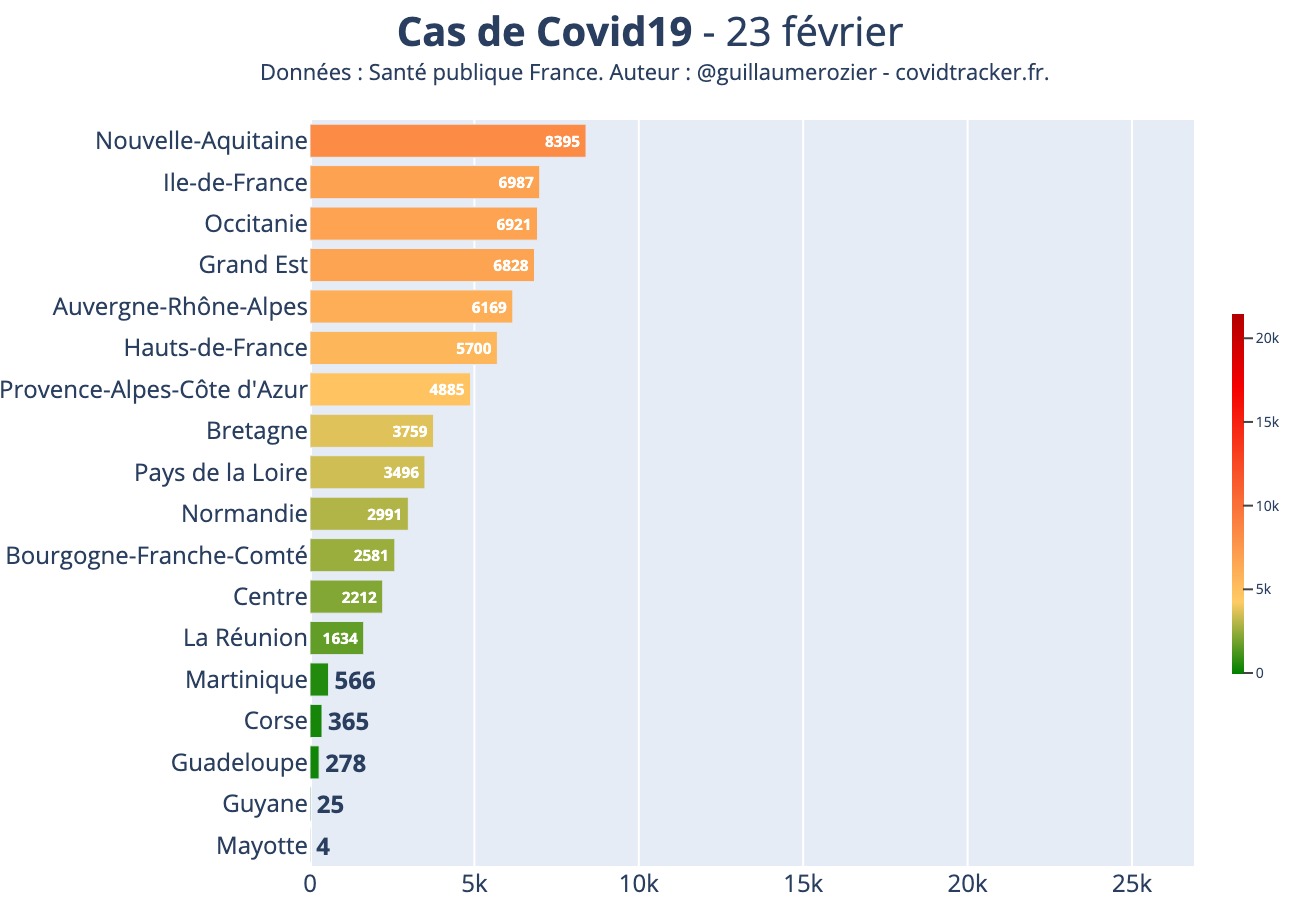 Cas de Covid19 - 23 février
Données : Santé publique France. Auteur : @guillaumerozier - covidtracker.fr.
Nouvelle-Aquitaine 8395
Ile-de-France 6987
Occitanie 6921
Grand Est 6828
Auvergne-Rhône-Alpes 6169
Hauts-de-France 5700
Provence-Alpes-Côte d'Azur 4885
Bretagne 3759
Pays de la Loire 3496
Normandie 2991
Bourgogne-Franche-Comté 2581
Centre 2212
La Réunion 1634
Martinique 566
Corse 365
Guadeloupe 278
Guyane 25
Mayotte 4
0 5k 10k 15k 20k 25k
20k
15k
10k
5k
0